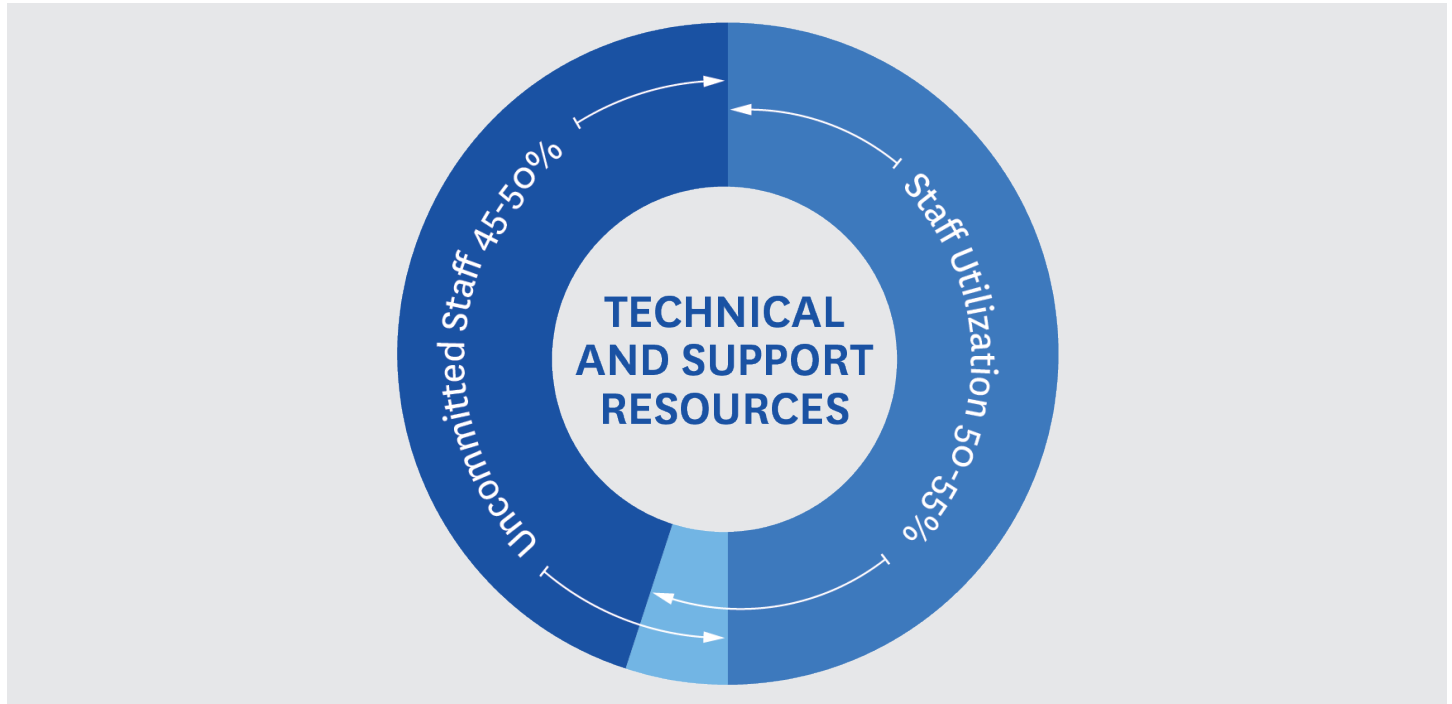 Uncommitted Staff 45-50%
Staff Utilization 50-55%
TECHNICAL
AND SUPPORT
RESOURCES